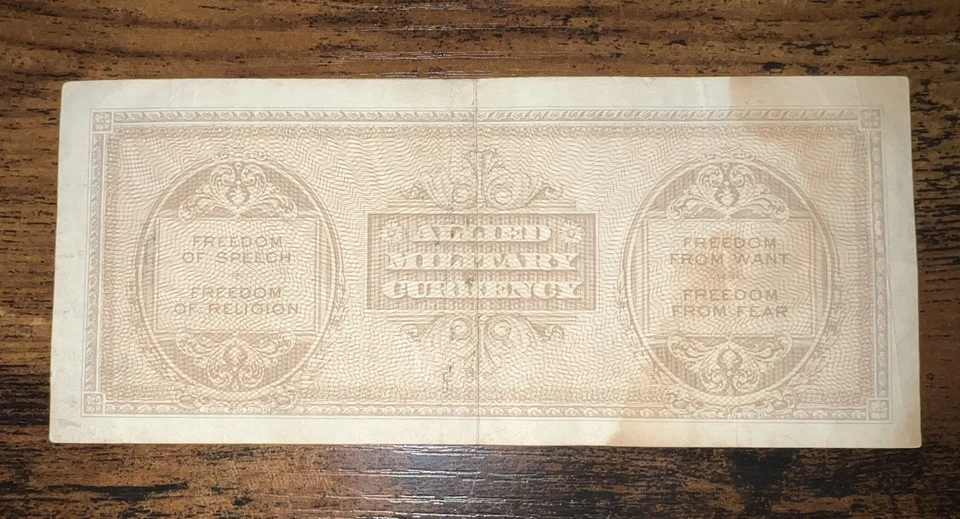 FREEDOM
OF SPEECH
FREEDOM
OF RELIGION
ALLIED
MILITARY
CURRENCY
FREEDOM
FROM WANT
FREEDOM
FROM FEAR